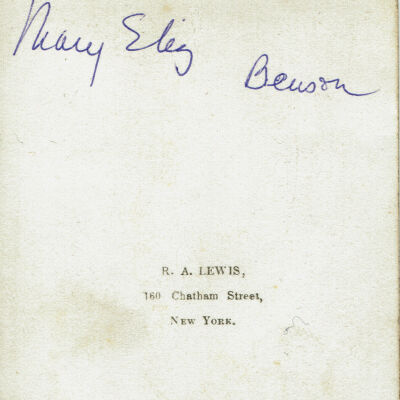 Mary Eliz Benson
R. A. LEWIS,
160 Chatham Street,
NEW YORK.